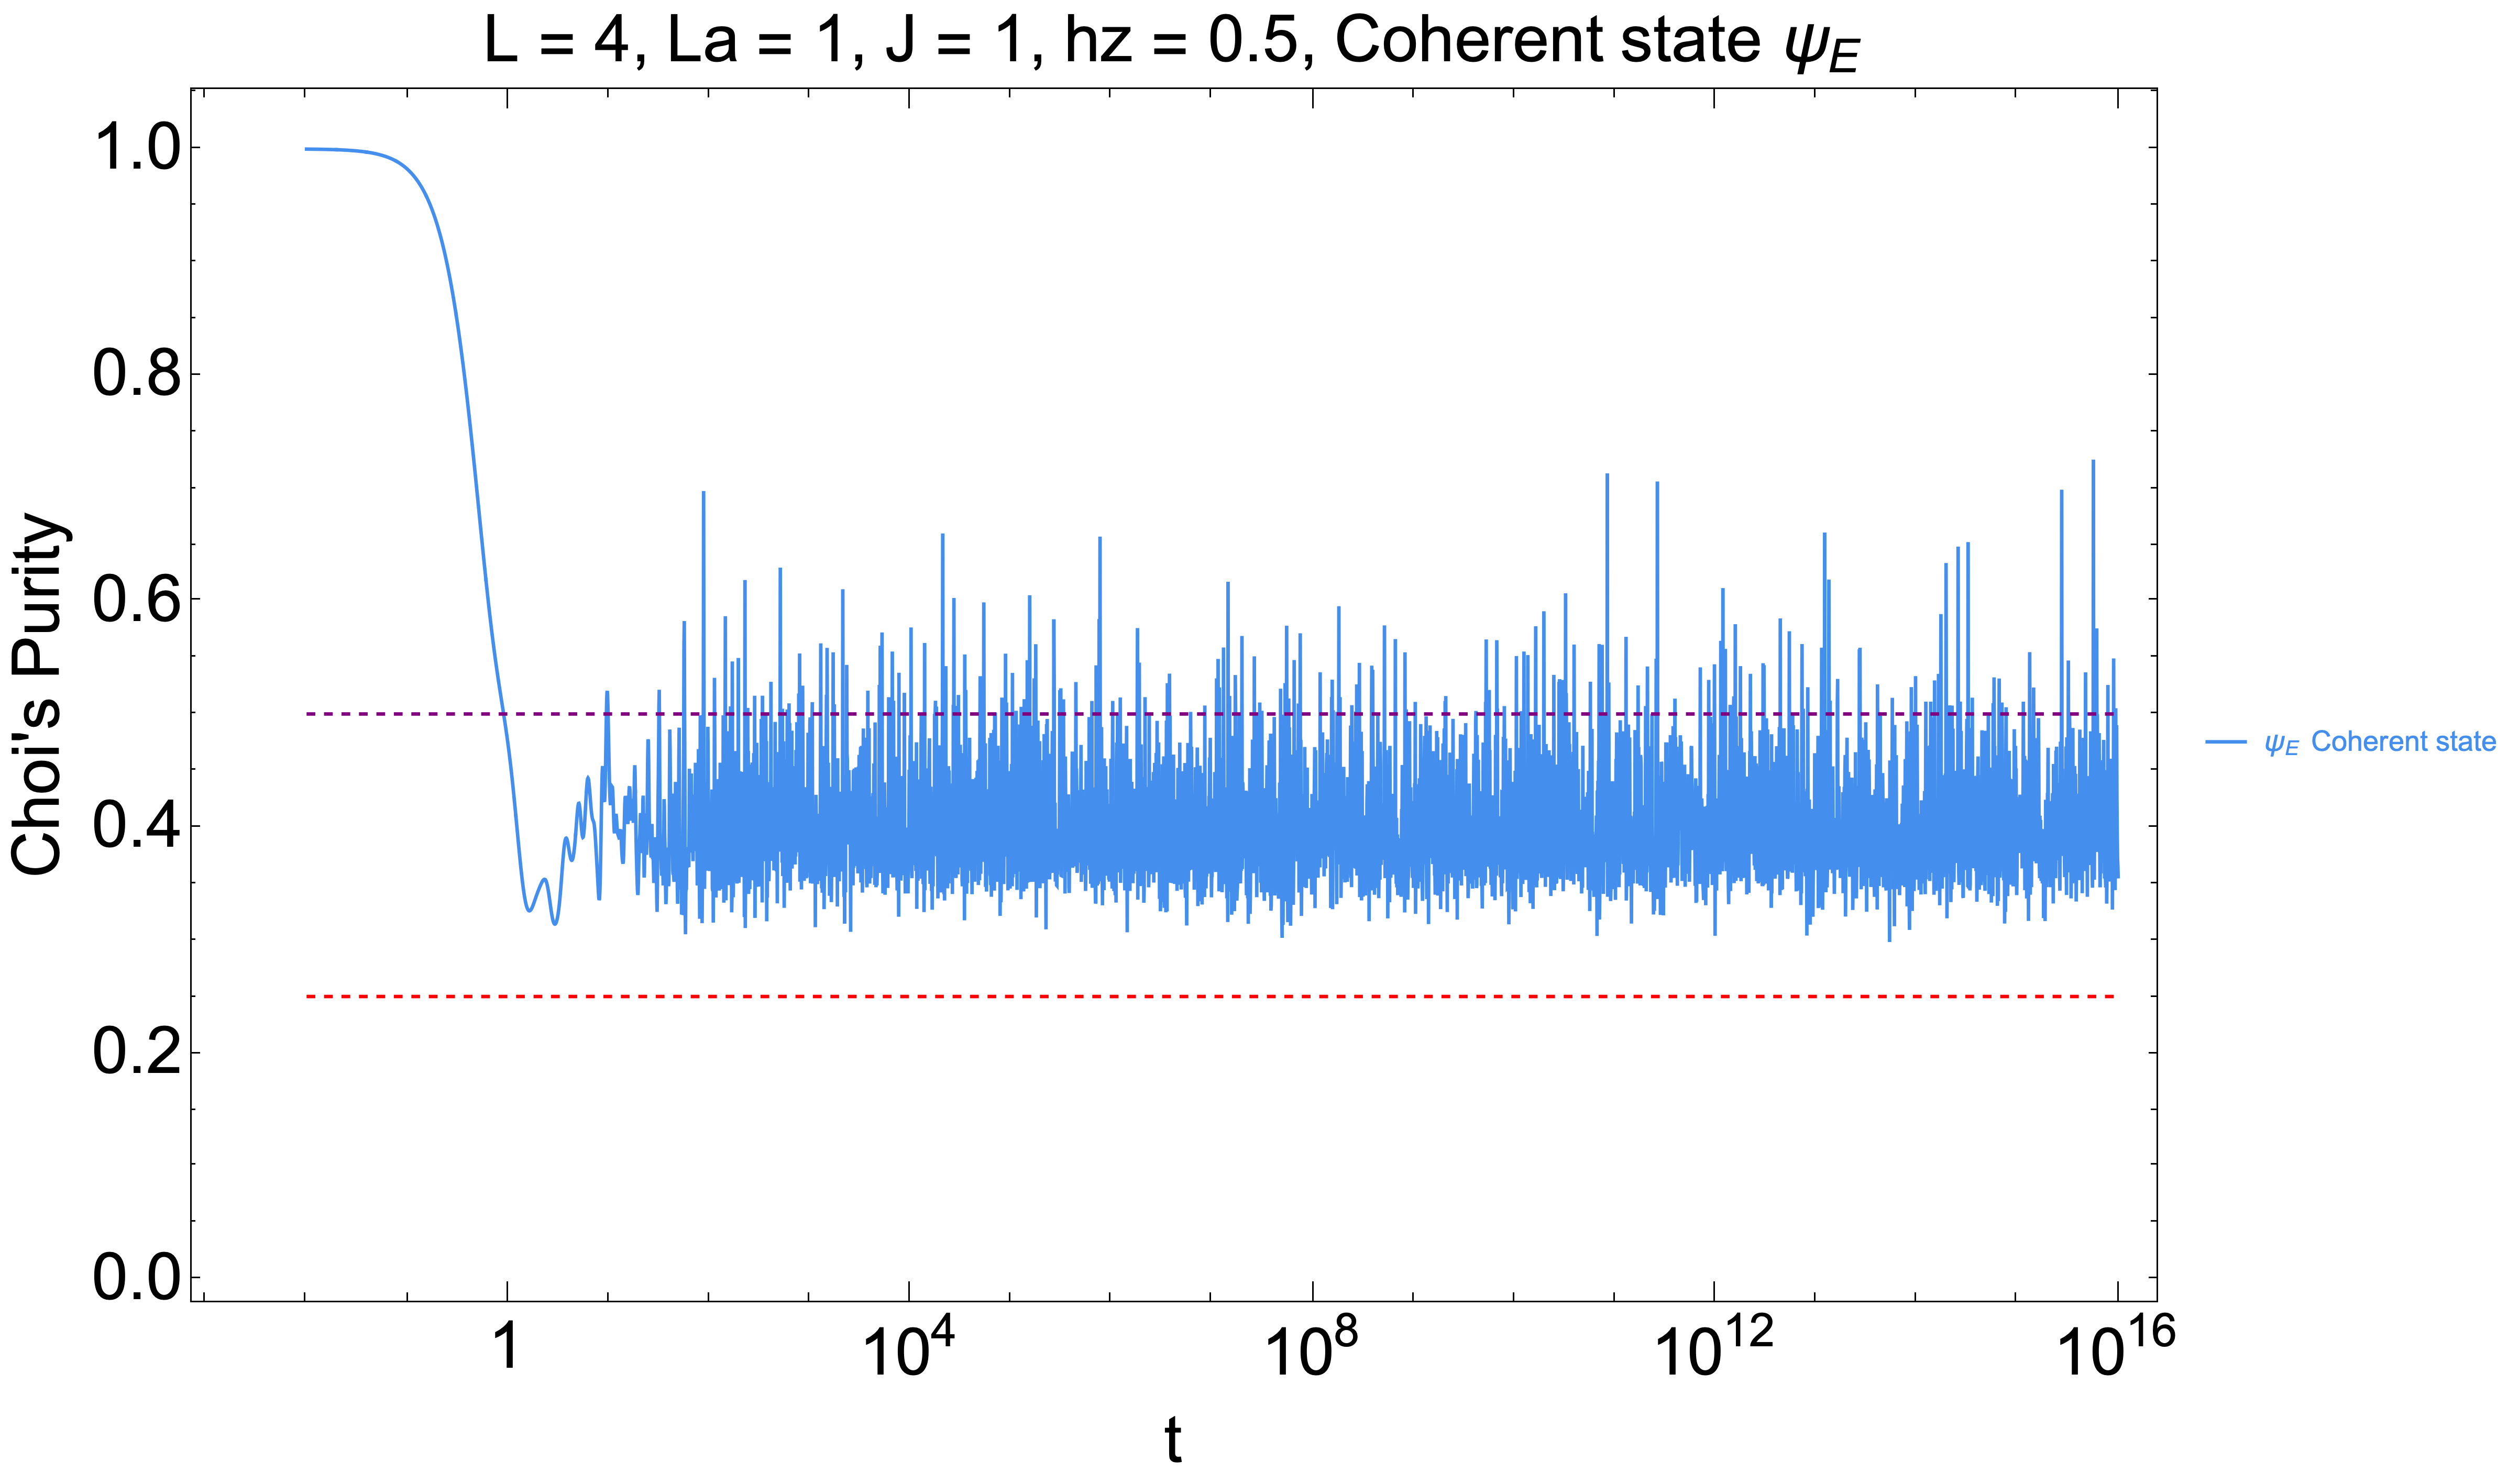 L = 4, La = 1, J = 1, hz = 0.5, Coherent state ψE
1.0
0.8
0.6
0.4
0.2
0.0
Choi's Purity
1
10^4
10^8
10^12
10^16
t
ψE Coherent state